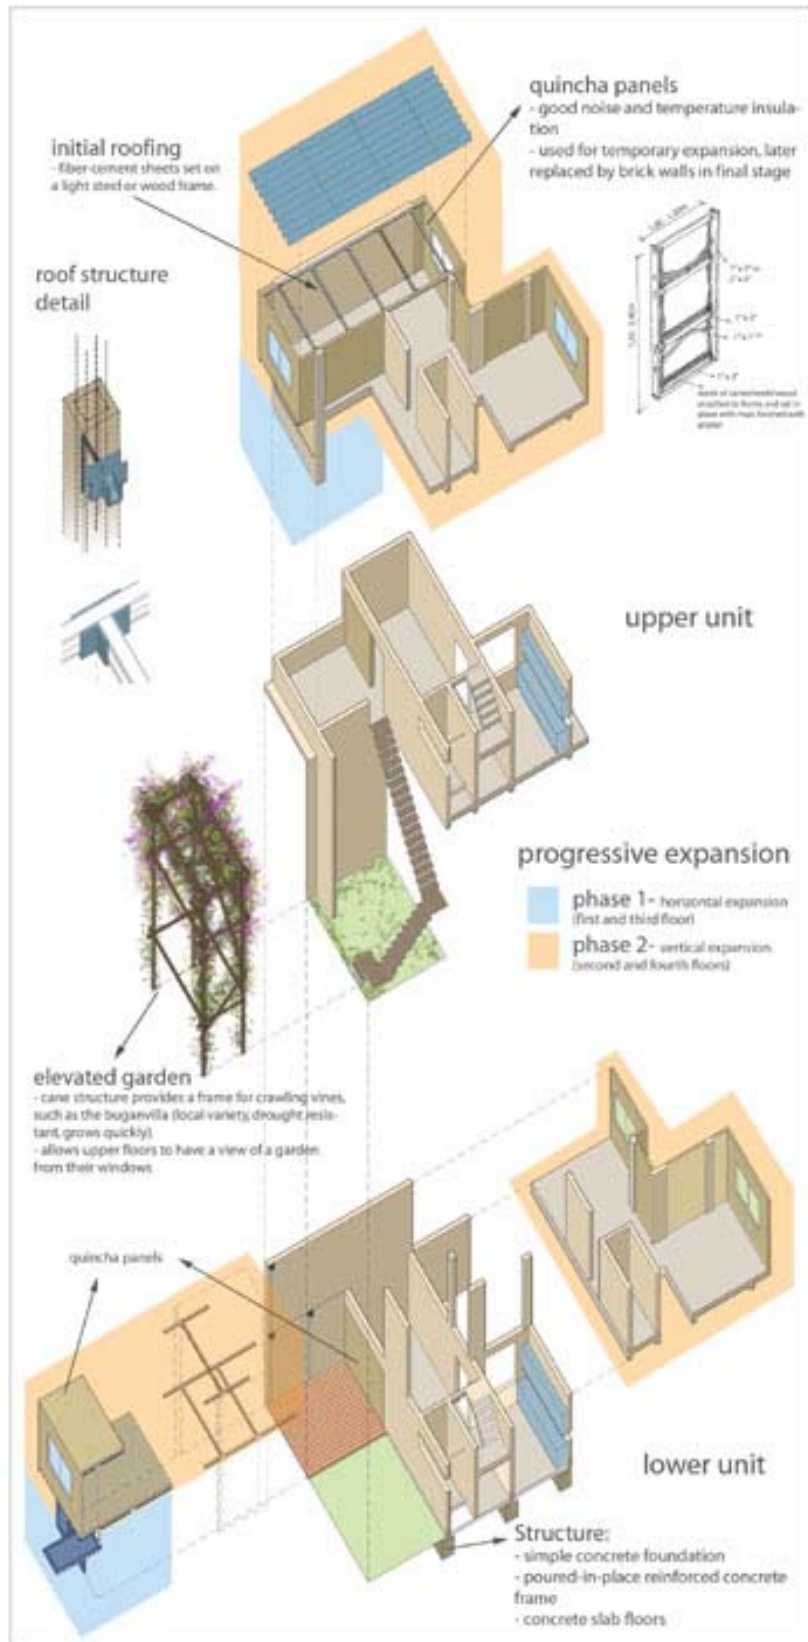 quincha panels
- good noise and temperature insula-
tion
- used for temporary expansion, later
replaced by brick walls in final stage
initial roofing
- fiber-cement sheets set on
a light steel or wood frame.
roof structure
detail
upper unit
progressive expansion
phase 1- horizontal expansion
(first and third floor)
phase 2- vertical expansion
(second and fourth floors)
elevated garden
- cane structure provides a frame for crawling vines,
such as the buganvilla (local variety, drought resis-
tant, grows quickly)
- allows upper floors to have a view of a garden
from their windows
quincha panels
lower unit
Structure:
- simple concrete foundation
- poured-in-place reinforced concrete
frame
- concrete slab floors